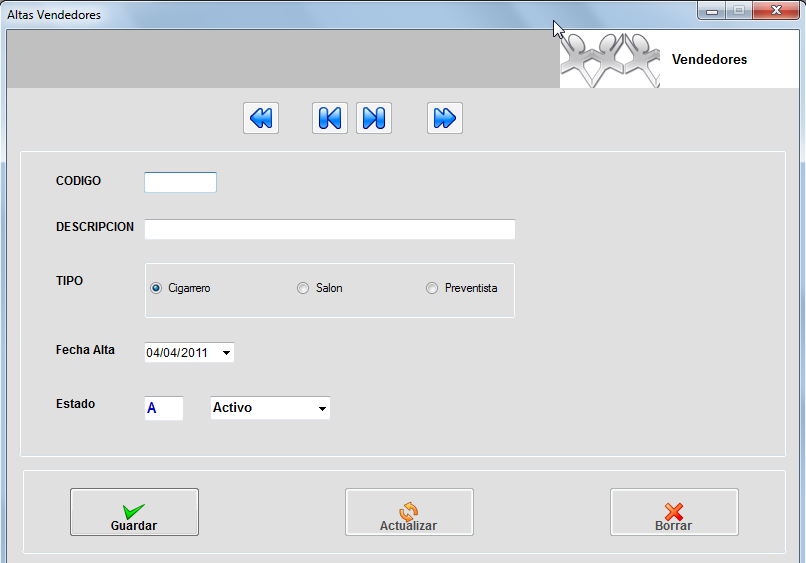 Altas Vendedores
Vendedores
CODIGO
DESCRIPCION
TIPO
Cigarrero Salon Preventista
Fecha Alta 04/04/2011
Estado A Activo
Guardar Actualizar Borrar